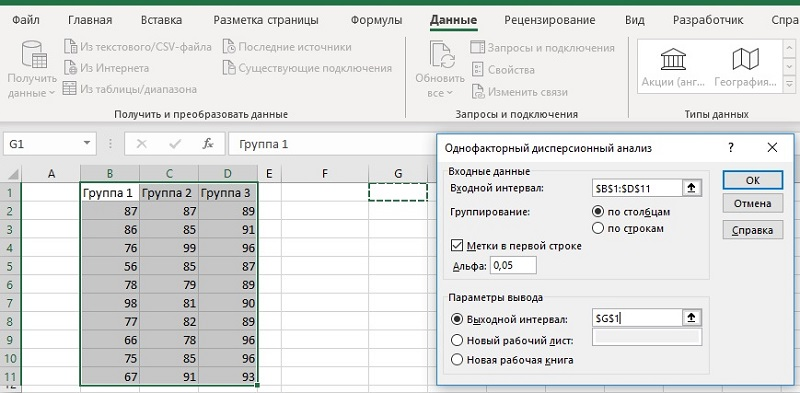 Файл Главная Вставка Разметка страницы Формулы Данные Рецензирование Вид Разработчик Спра
Получить данные
Из текстового/CSV-файла
Из Интернета
Из таблицы/диапазона
Последние источники
Существующие подключения
Получить и преобразовать данные
Обновить все
Запросы и подключения
Свойства
Изменить связи
Запросы и подключения
Акции (анг... География...
Типы данных
G1 fx Группа 1
A B C D E F G
1 Группа 1 Группа 2 Группа 3
2 87 87 89
3 86 85 91
4 76 99 96
5 56 85 87
6 78 79 89
7 98 81 90
8 77 82 89
9 66 78 96
10 75 85 96
11 67 91 93
12
Однофакторный дисперсионный анализ ? ×
Входные данные
Входной интервал: $B$1:$D$11
Группирование: по столбцам
по строкам
Метки в первой строке
Альфа: 0,05
Параметры вывода
Выходной интервал: $G$1
Новый рабочий лист:
Новая рабочая книга
ОК
Отмена
Справка